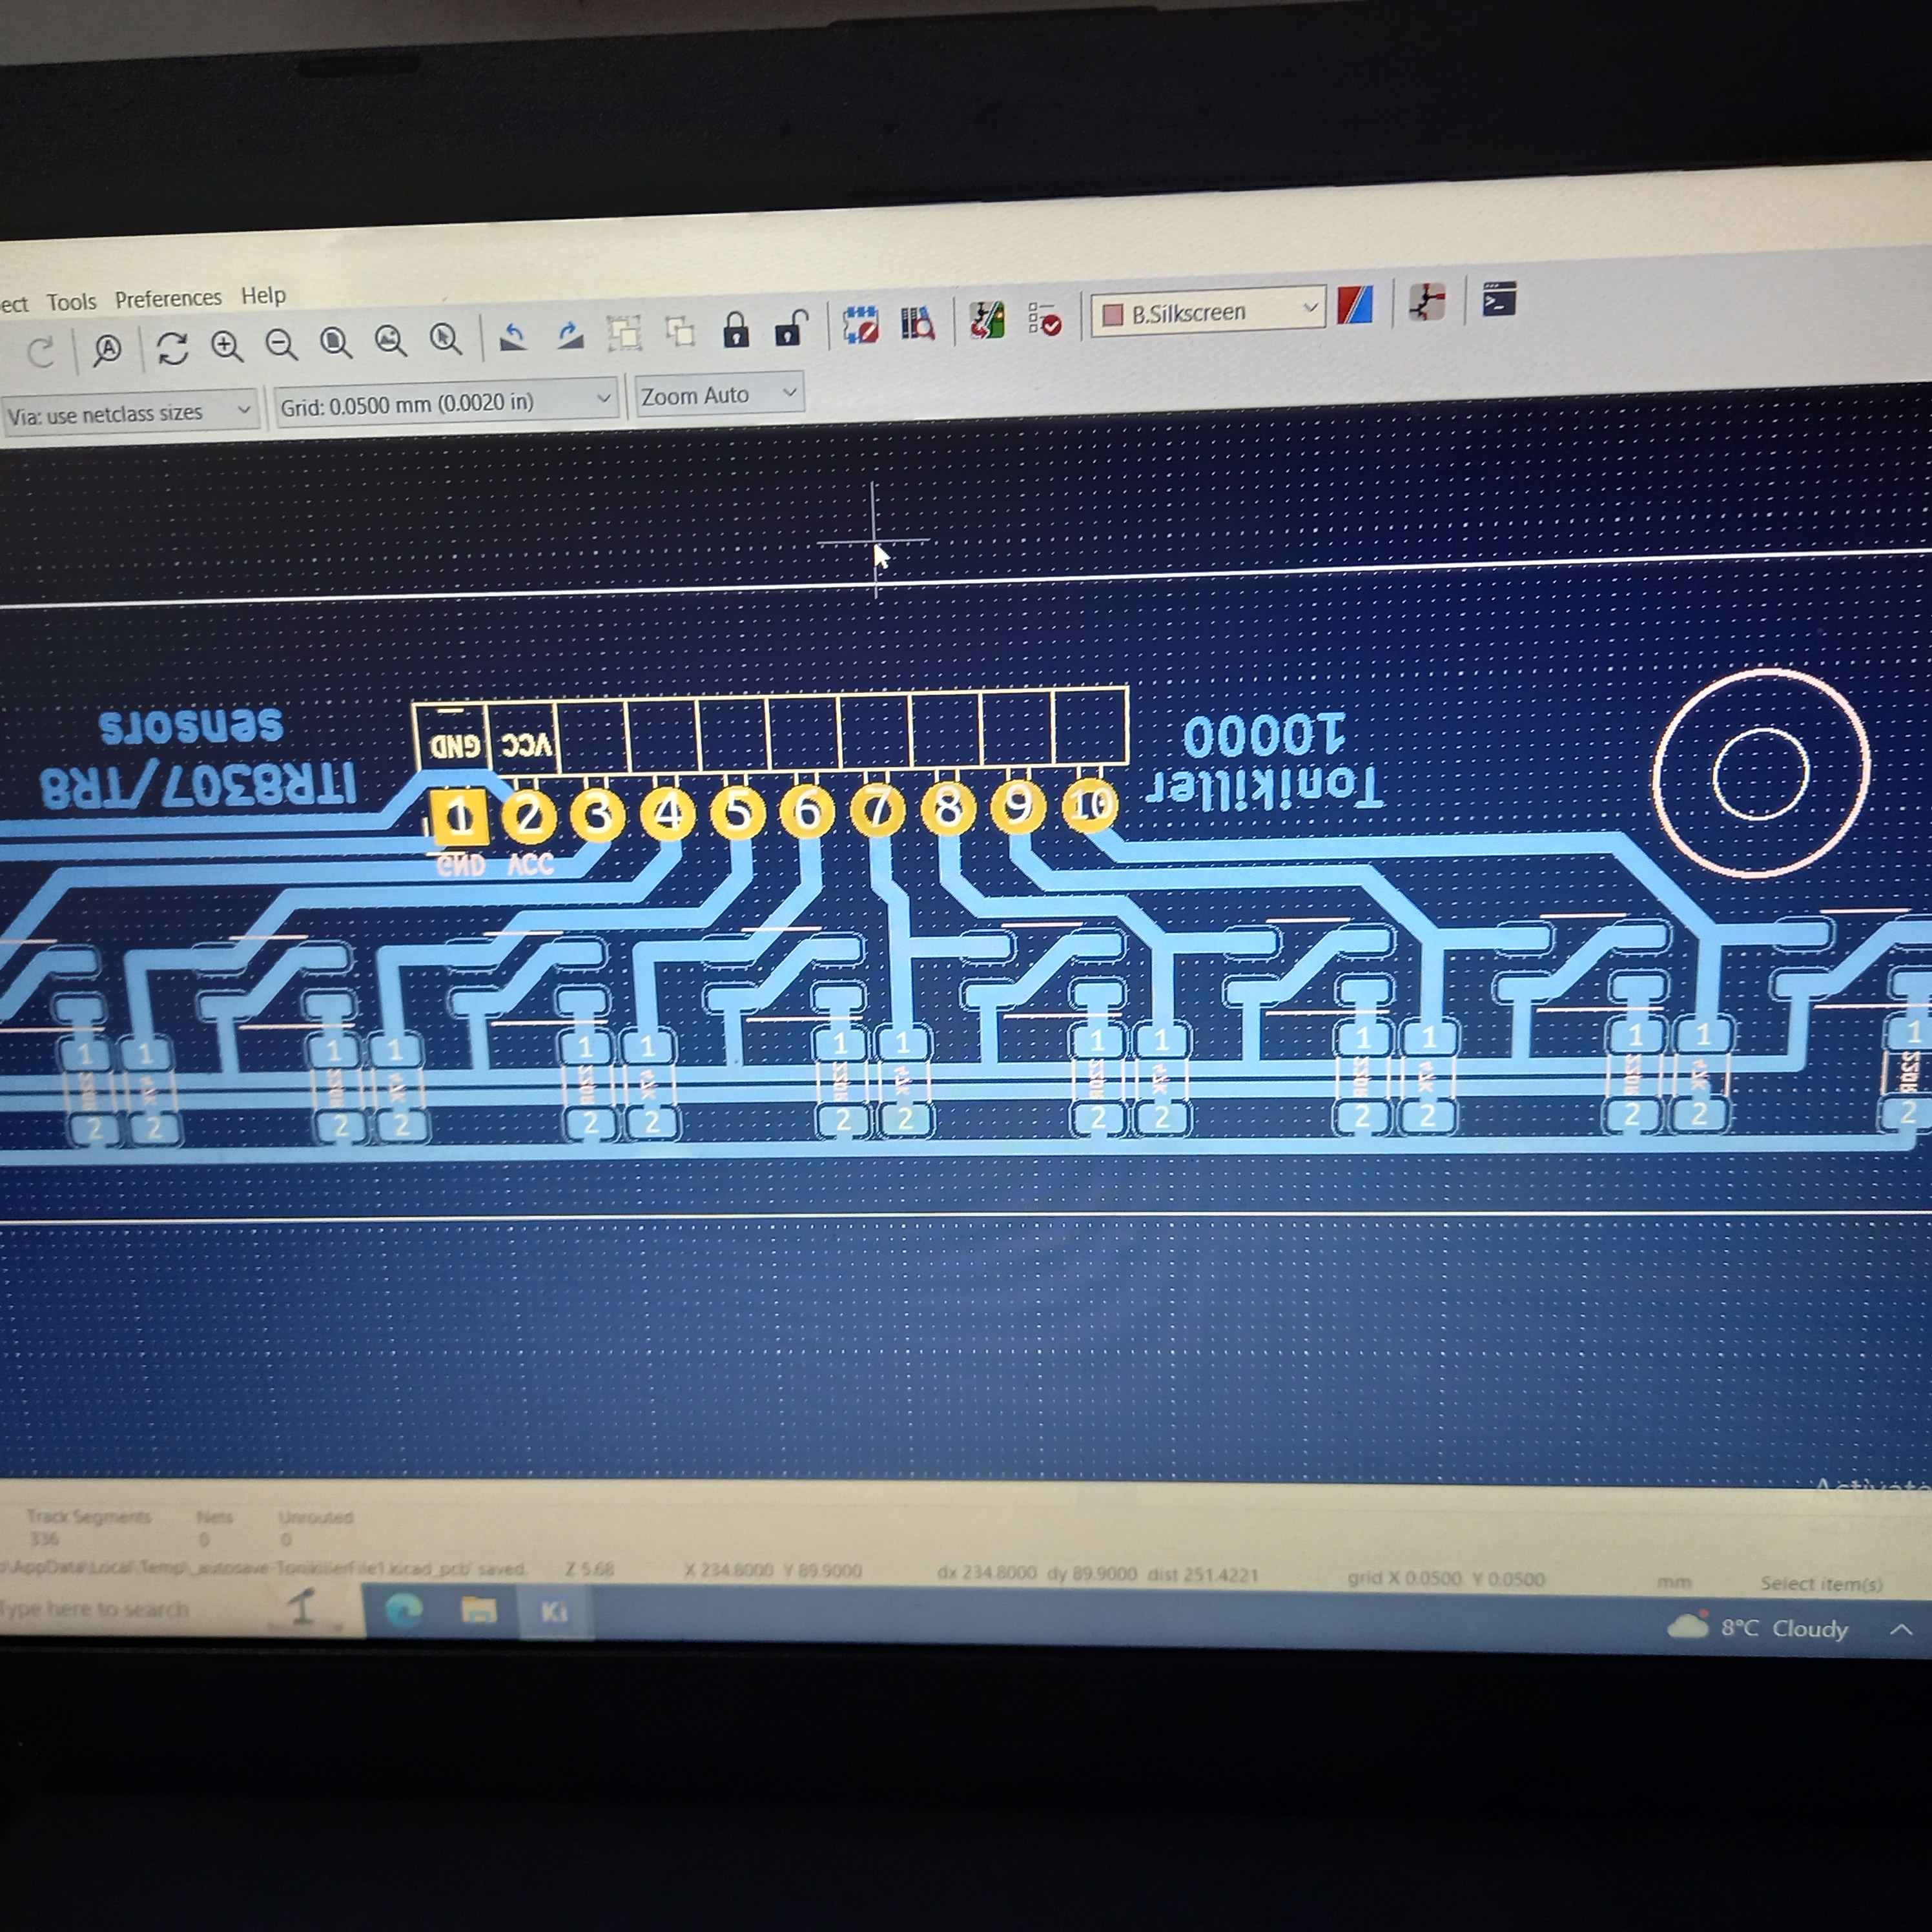 ect Tools Preferences Help
B.Silkscreen
Via: use netclass sizes
Grid: 0.0500 mm (0.0020 in)
Zoom Auto
ITR8307/TR8
sensors
GND VCC
Tonikiller
10000
1 2 3 4 5 6 7 8 9 10
GND VCC
1 1 1 1 1 1 1 1 1 1 1 1 1 1 1
2 2 2 2 2 2 2 2 2 2 2 2 2 2 2
Track Segments Nets Unrouted
336 0 0
\AppData\Local\Temp\_autosave-TonikillerFile1.kicad_pcb' saved.
Z 5.68
X 234.8000 Y 89.9000
dx 234.8000 dy 89.9000 dist 251.4221
grid X 0.0500 Y 0.0500
mm
Select item(s)
Type here to search
Ki
8°C Cloudy